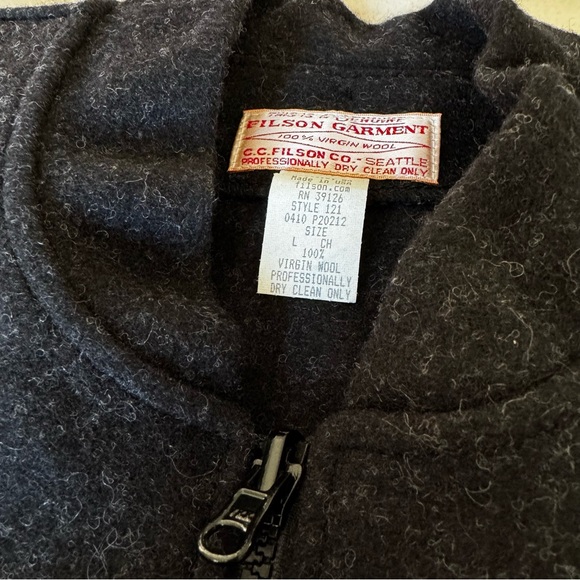 THIS IS A GENUINE
FILSON GARMENT
100% VIRGIN WOOL
C.C. FILSON CO.- SEATTLE
PROFESSIONALLY DRY CLEAN ONLY
Made in USA
filson.com
RN 39126
STYLE 121
0410 P20212
SIZE
L CH
100%
VIRGIN WOOL
PROFESSIONALLY
DRY CLEAN ONLY